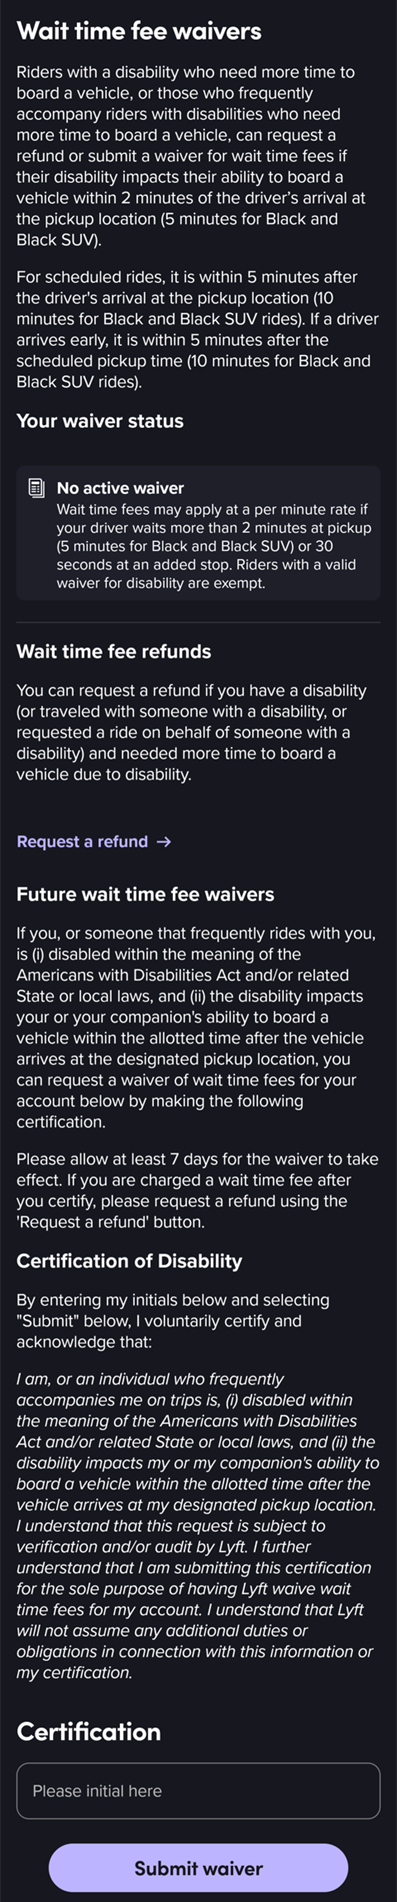 Wait time fee waivers
Riders with a disability who need more time to
board a vehicle, or those who frequently
accompany riders with disabilities who need
more time to board a vehicle, can request a
refund or submit a waiver for wait time fees if
their disability impacts their ability to board a
vehicle within 2 minutes of the driver’s arrival at
the pickup location (5 minutes for Black and
Black SUV).
For scheduled rides, it is within 5 minutes after
the driver's arrival at the pickup location (10
minutes for Black and Black SUV rides). If a driver
arrives early, it is within 5 minutes after the
scheduled pickup time (10 minutes for Black and
Black SUV rides).
Your waiver status
No active waiver
Wait time fees may apply at a per minute rate if
your driver waits more than 2 minutes at pickup
(5 minutes for Black and Black SUV) or 30
seconds at an added stop. Riders with a valid
waiver for disability are exempt.
Wait time fee refunds
You can request a refund if you have a disability
(or traveled with someone with a disability, or
requested a ride on behalf of someone with a
disability) and needed more time to board a
vehicle due to disability.
Request a refund →
Future wait time fee waivers
If you, or someone that frequently rides with you,
is (i) disabled within the meaning of the
Americans with Disabilities Act and/or related
State or local laws, and (ii) the disability impacts
your or your companion's ability to board a
vehicle within the allotted time after the vehicle
arrives at the designated pickup location, you
can request a waiver of wait time fees for your
account below by making the following
certification.
Please allow at least 7 days for the waiver to take
effect. If you are charged a wait time fee after
you certify, please request a refund using the
'Request a refund' button.
Certification of Disability
By entering my initials below and selecting
"Submit" below, I voluntarily certify and
acknowledge that:
I am, or an individual who frequently
accompanies me on trips is, (i) disabled within
the meaning of the Americans with Disabilities
Act and/or related State or local laws, and (ii) the
disability impacts my or my companion's ability to
board a vehicle within the allotted time after the
vehicle arrives at my designated pickup location.
I understand that this request is subject to
verification and/or audit by Lyft. I further
understand that I am submitting this certification
for the sole purpose of having Lyft waive wait
time fees for my account. I understand that Lyft
will not assume any additional duties or
obligations in connection with this information or
my certification.
Certification
Please initial here
Submit waiver